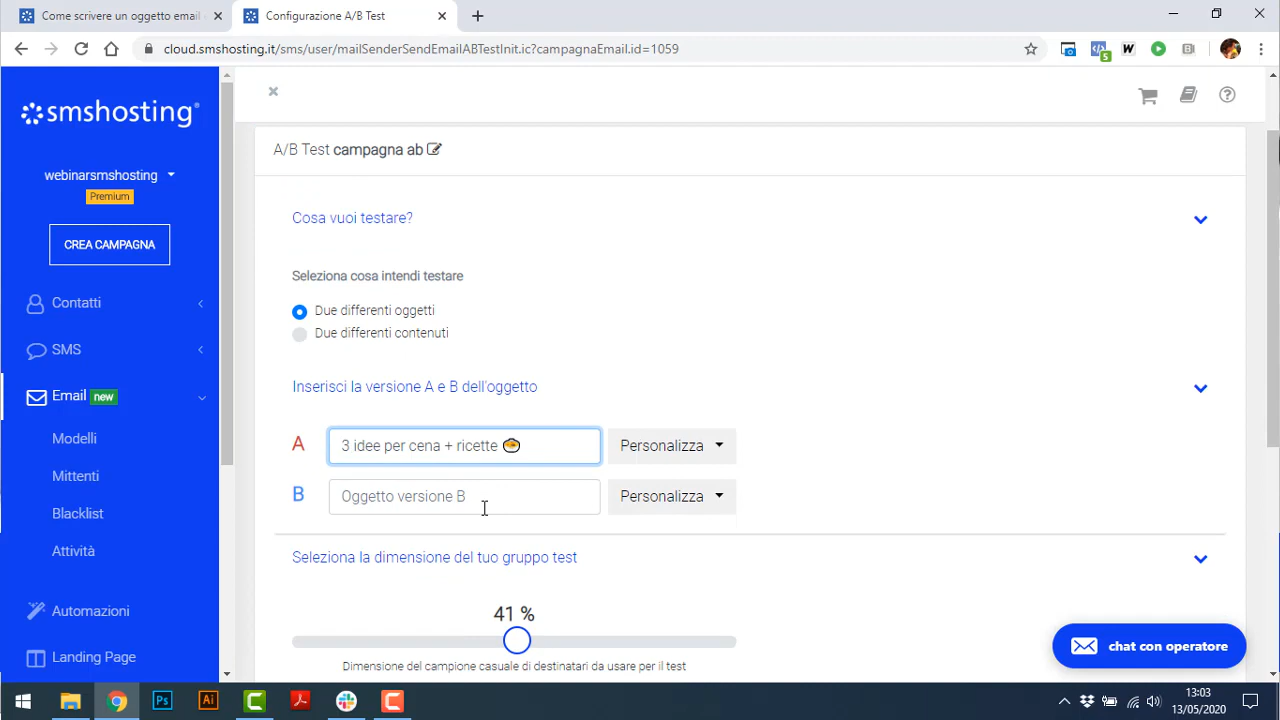 Come scrivere un oggetto email
Configurazione A/B Test
cloud.smshosting.it/sms/user/mailSenderSendEmailABTestInit.ic?campagnaEmail.id=1059
smshosting®
webinarsmshosting
Premium
CREA CAMPAGNA
Contatti
SMS
Email new
Modelli
Mittenti
Blacklist
Attività
Automazioni
Landing Page
A/B Test campagna ab
Cosa vuoi testare?
Seleziona cosa intendi testare
Due differenti oggetti
Due differenti contenuti
Inserisci la versione A e B dell'oggetto
A 3 idee per cena + ricette 🥘 Personalizza
B Oggetto versione B Personalizza
Seleziona la dimensione del tuo gruppo test
41 %
Dimensione del campione casuale di destinatari da usare per il test
chat con operatore
13:03
13/05/2020